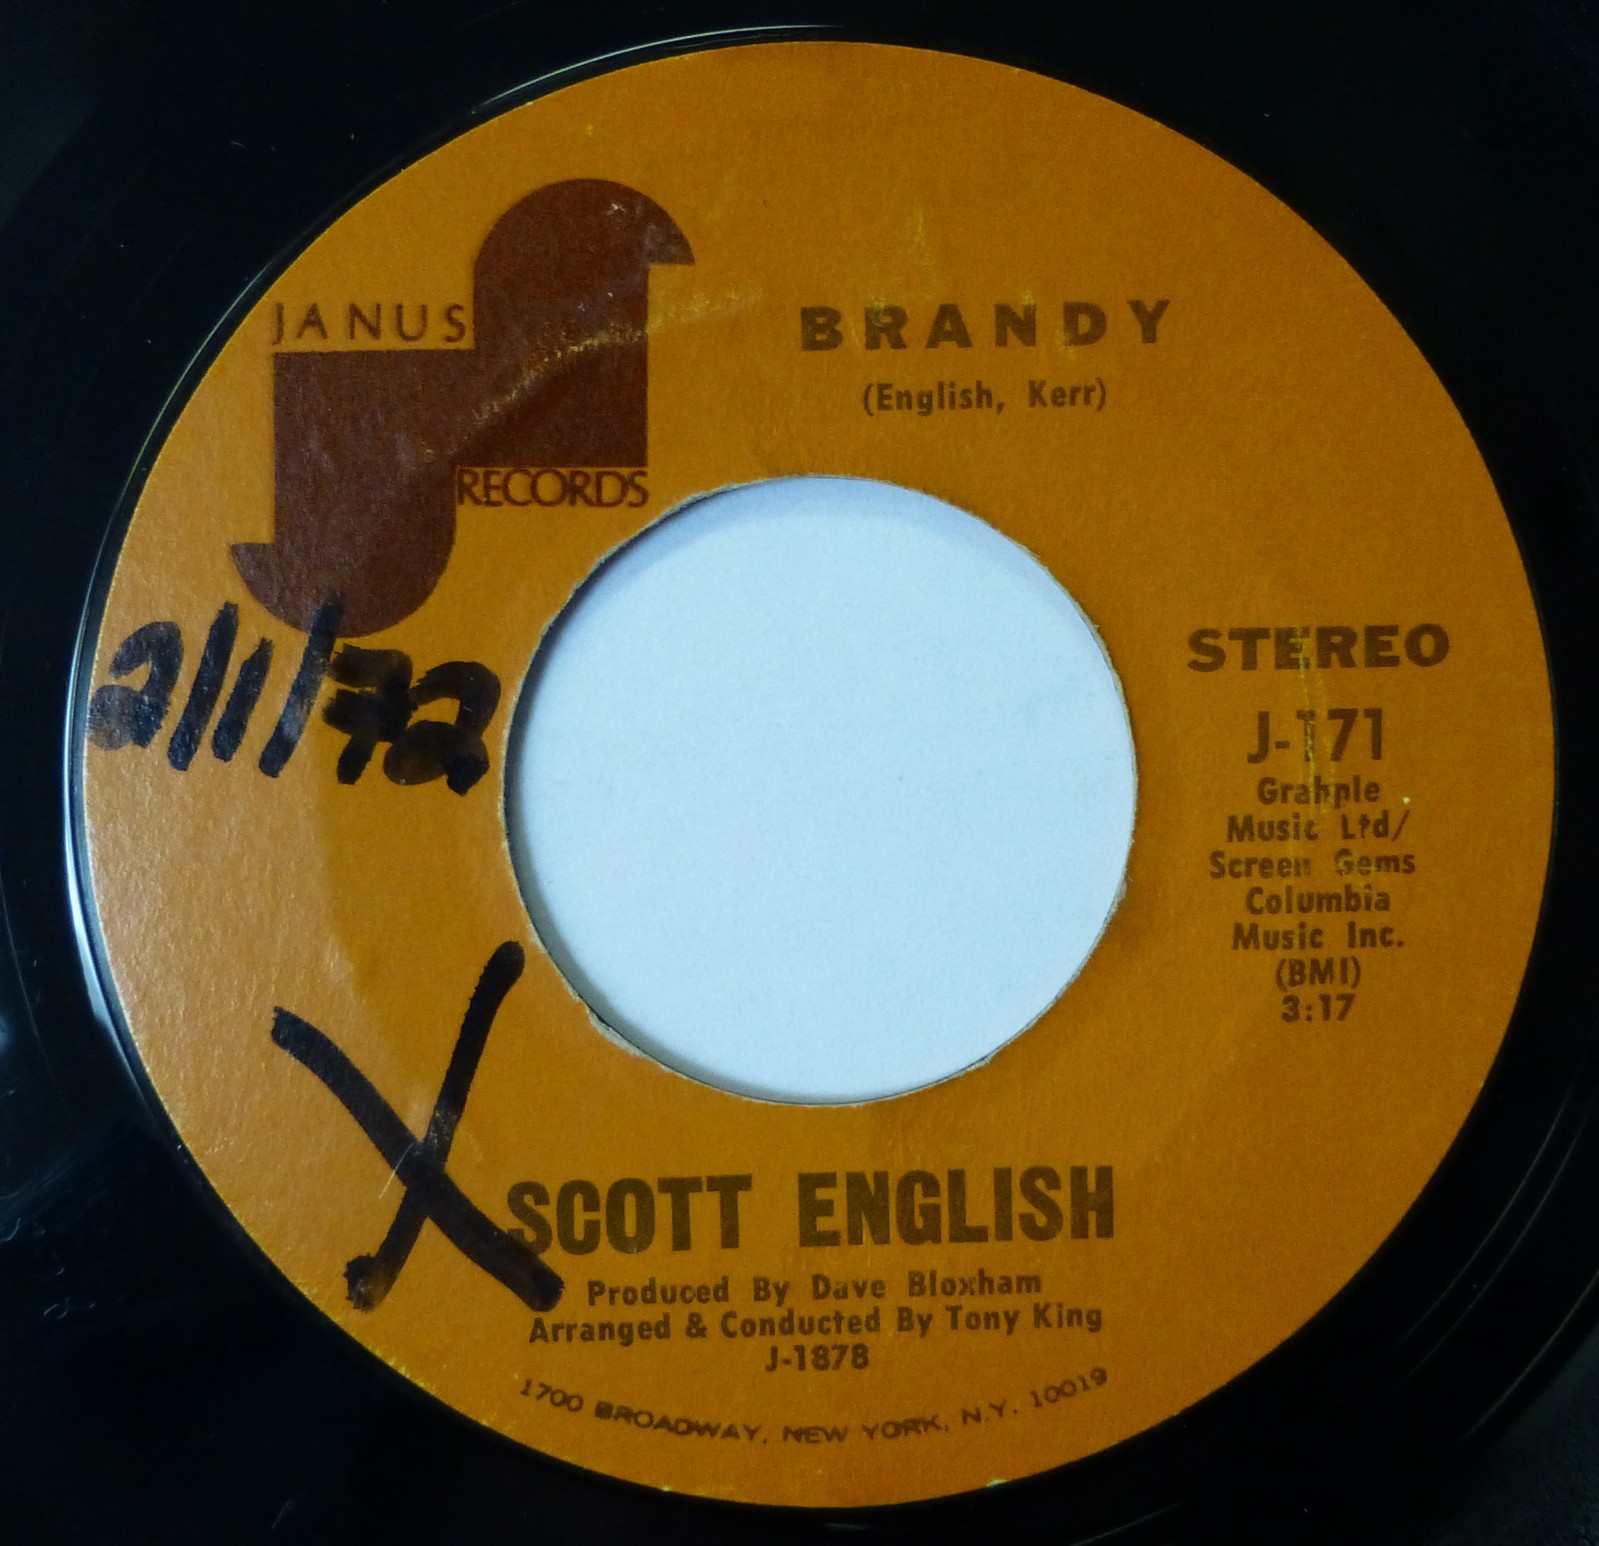 JANUS
RECORDS
BRANDY
(English, Kerr)
2/11/72
STEREO
J-171
Grahple
Music Ltd/
Screen Gems
Columbia
Music Inc.
(BMI)
3:17
X
SCOTT ENGLISH
Produced By Dave Bloxham
Arranged & Conducted By Tony King
J-1878
1700 BROADWAY, NEW YORK, N.Y. 10019